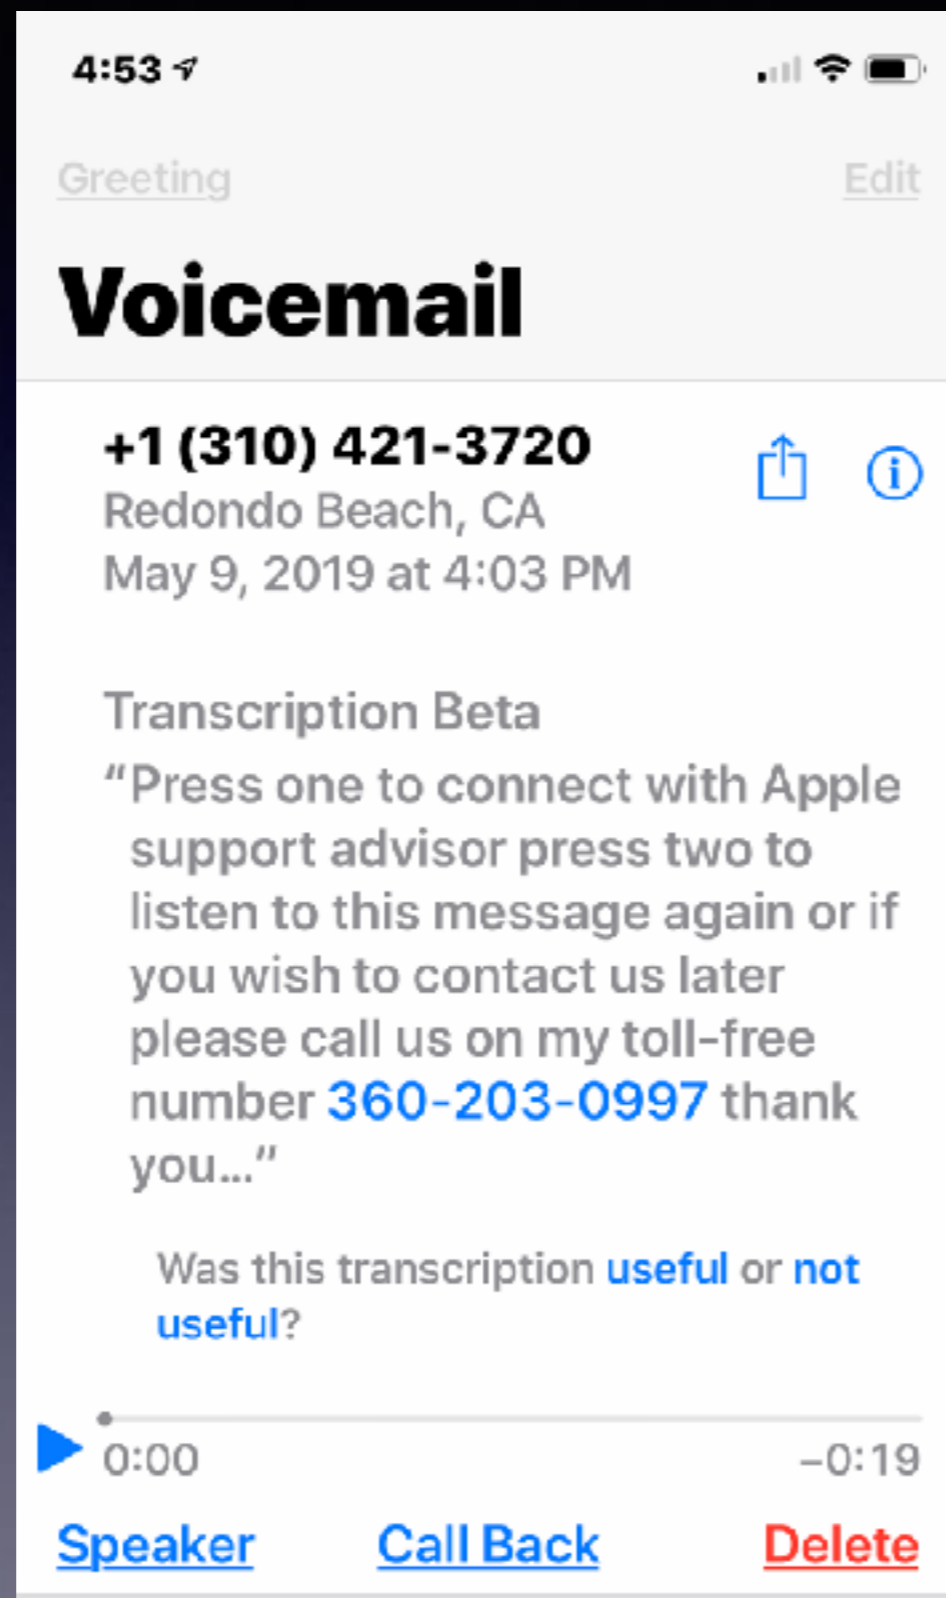 4:53
Greeting Edit
Voicemail
+1 (310) 421-3720
Redondo Beach, CA
May 9, 2019 at 4:03 PM
Transcription Beta
“Press one to connect with Apple
support advisor press two to
listen to this message again or if
you wish to contact us later
please call us on my toll-free
number 360-203-0997 thank
you...”
Was this transcription useful or not
useful?
0:00 −0:19
Speaker Call Back Delete